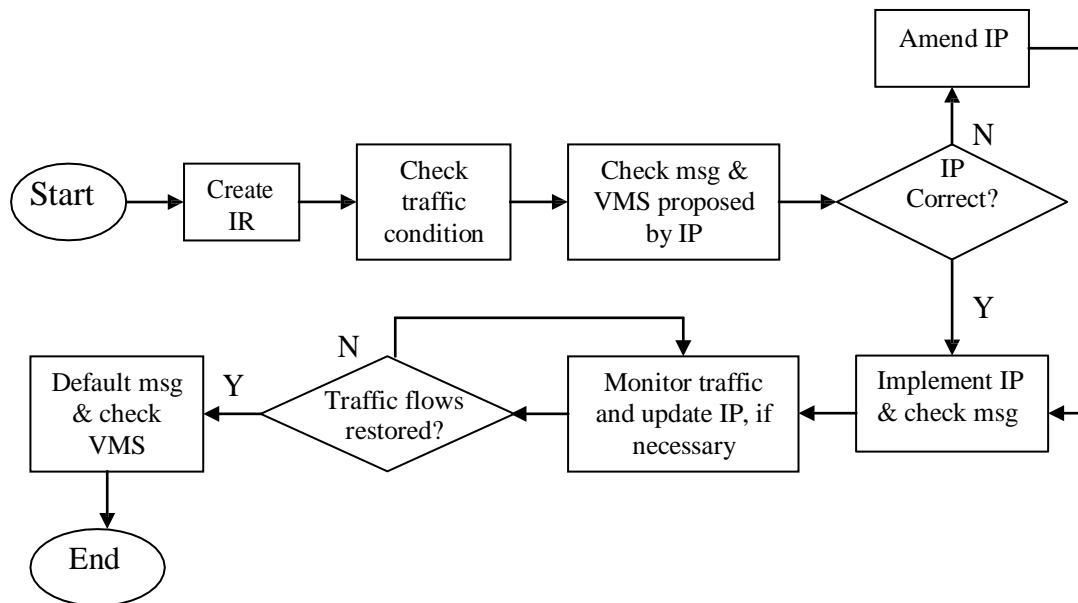 Amend IP
N
Start
Create
IR
Check
traffic
condition
Check msg &
VMS proposed
by IP
IP
Correct?
Y
Implement IP
& check msg
Monitor traffic
and update IP, if
necessary
N
Traffic flows
restored?
Y
Default msg
& check
VMS
End